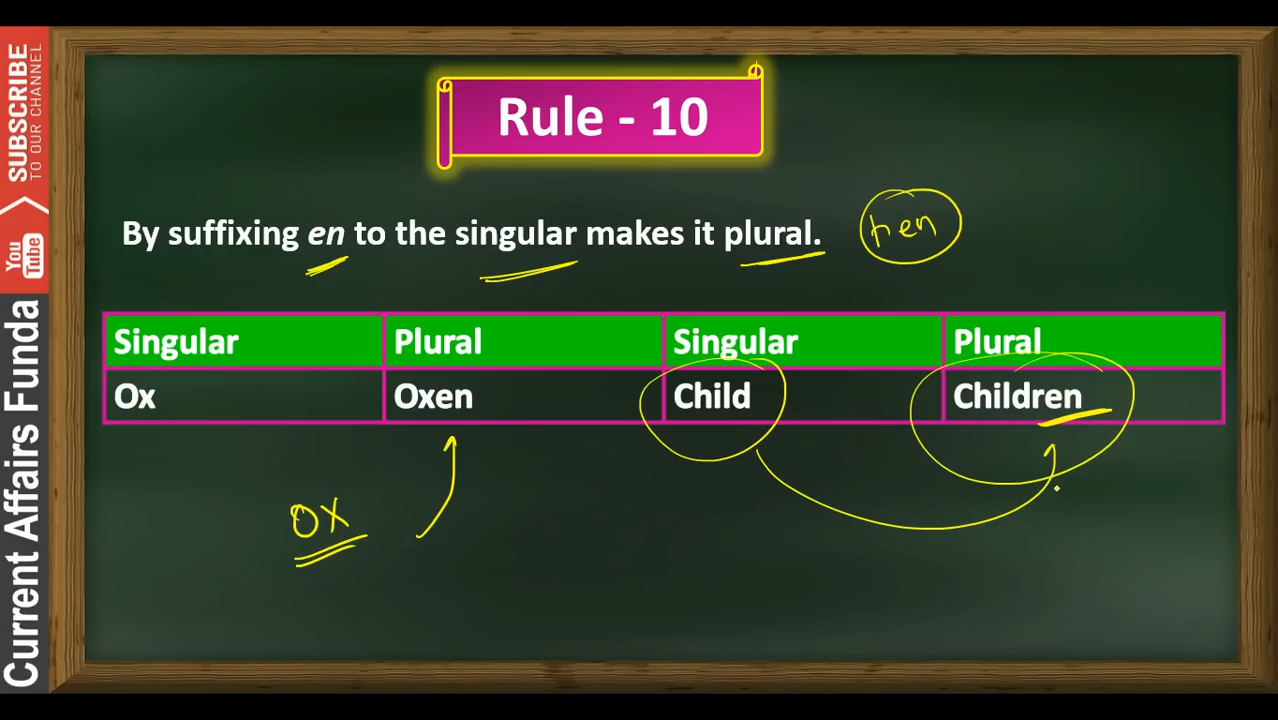 SUBSCRIBE
TO OUR CHANNEL
You Tube
Current Affairs Funda
Rule - 10
By suffixing en to the singular makes it plural.
Singular Plural Singular Plural
Ox Oxen Child Children
OX